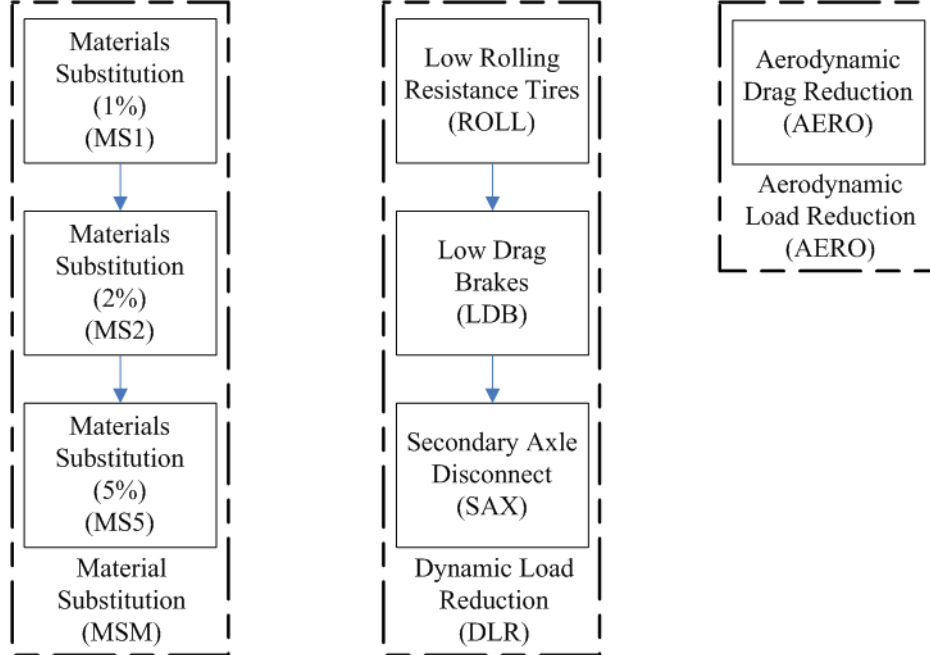 Materials
Substitution
(1%)
(MS1)
Materials
Substitution
(2%)
(MS2)
Materials
Substitution
(5%)
(MS5)
Material
Substitution
(MSM)
Low Rolling
Resistance Tires
(ROLL)
Low Drag
Brakes
(LDB)
Secondary Axle
Disconnect
(SAX)
Dynamic Load
Reduction
(DLR)
Aerodynamic
Drag Reduction
(AERO)
Aerodynamic
Load Reduction
(AERO)